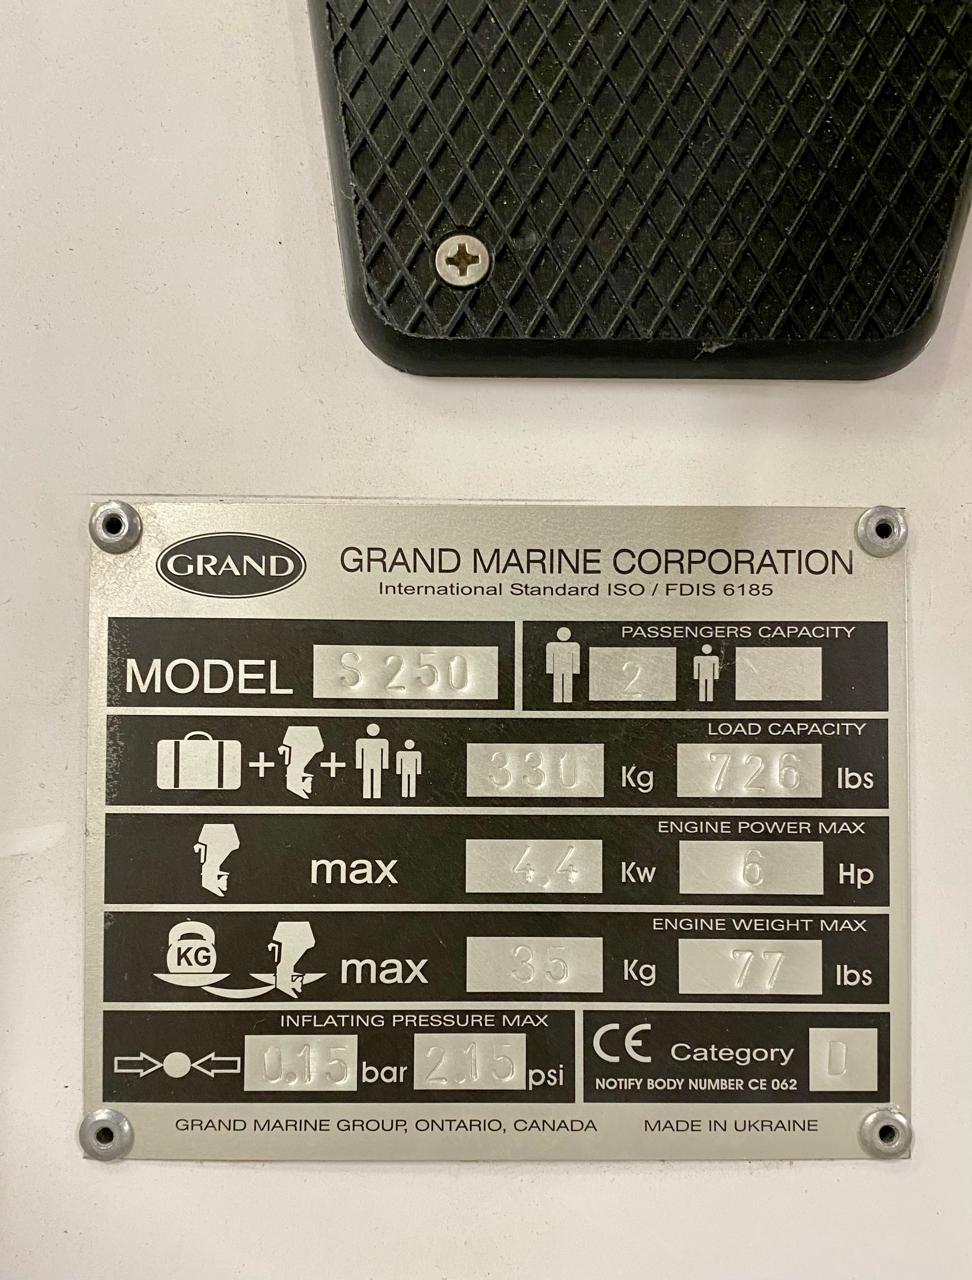 GRAND
GRAND MARINE CORPORATION
International Standard ISO / FDIS 6185
MODEL S 250
PASSENGERS CAPACITY
2
LOAD CAPACITY
330 Kg 726 lbs
ENGINE POWER MAX
max 4,4 Kw 6 Hp
ENGINE WEIGHT MAX
KG max 35 Kg 77 lbs
INFLATING PRESSURE MAX
0.15 bar 2.15 psi
CE Category D
NOTIFY BODY NUMBER CE 062
GRAND MARINE GROUP, ONTARIO, CANADA MADE IN UKRAINE